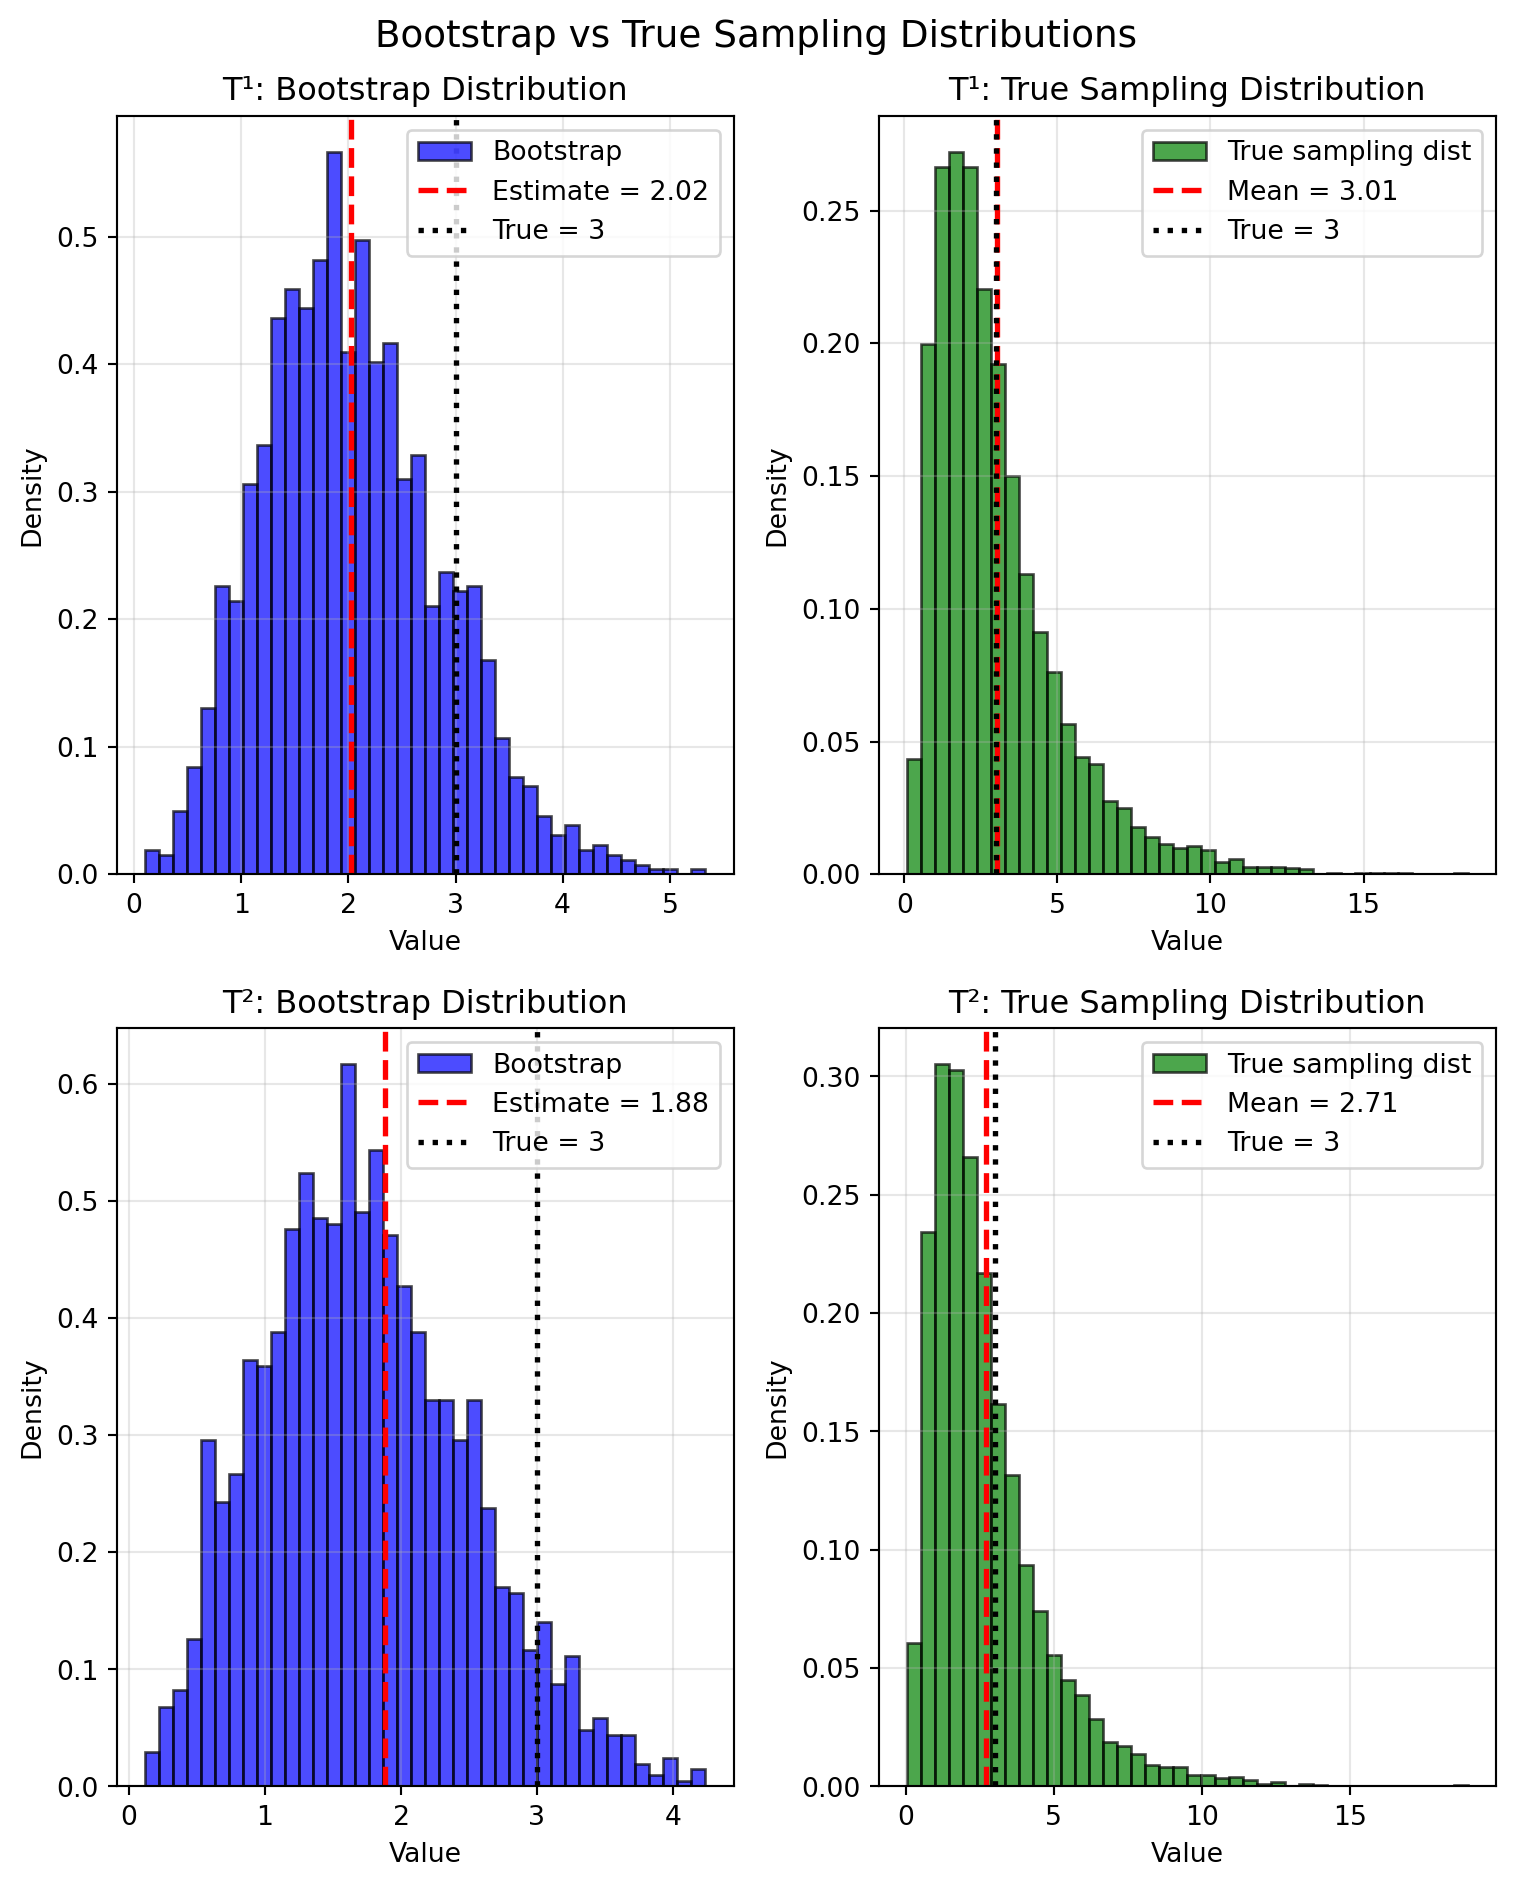 Bootstrap vs True Sampling Distributions
T¹: Bootstrap Distribution
Bootstrap
Estimate = 2.02
True = 3
Density
0.5
0.4
0.3
0.2
0.1
0.0
0 1 2 3 4 5
Value
T¹: True Sampling Distribution
True sampling dist
Mean = 3.01
True = 3
Density
0.25
0.20
0.15
0.10
0.05
0.00
0 5 10 15
Value
T²: Bootstrap Distribution
Bootstrap
Estimate = 1.88
True = 3
Density
0.6
0.5
0.4
0.3
0.2
0.1
0.0
0 1 2 3 4
Value
T²: True Sampling Distribution
True sampling dist
Mean = 2.71
True = 3
Density
0.30
0.25
0.20
0.15
0.10
0.05
0.00
0 5 10 15
Value